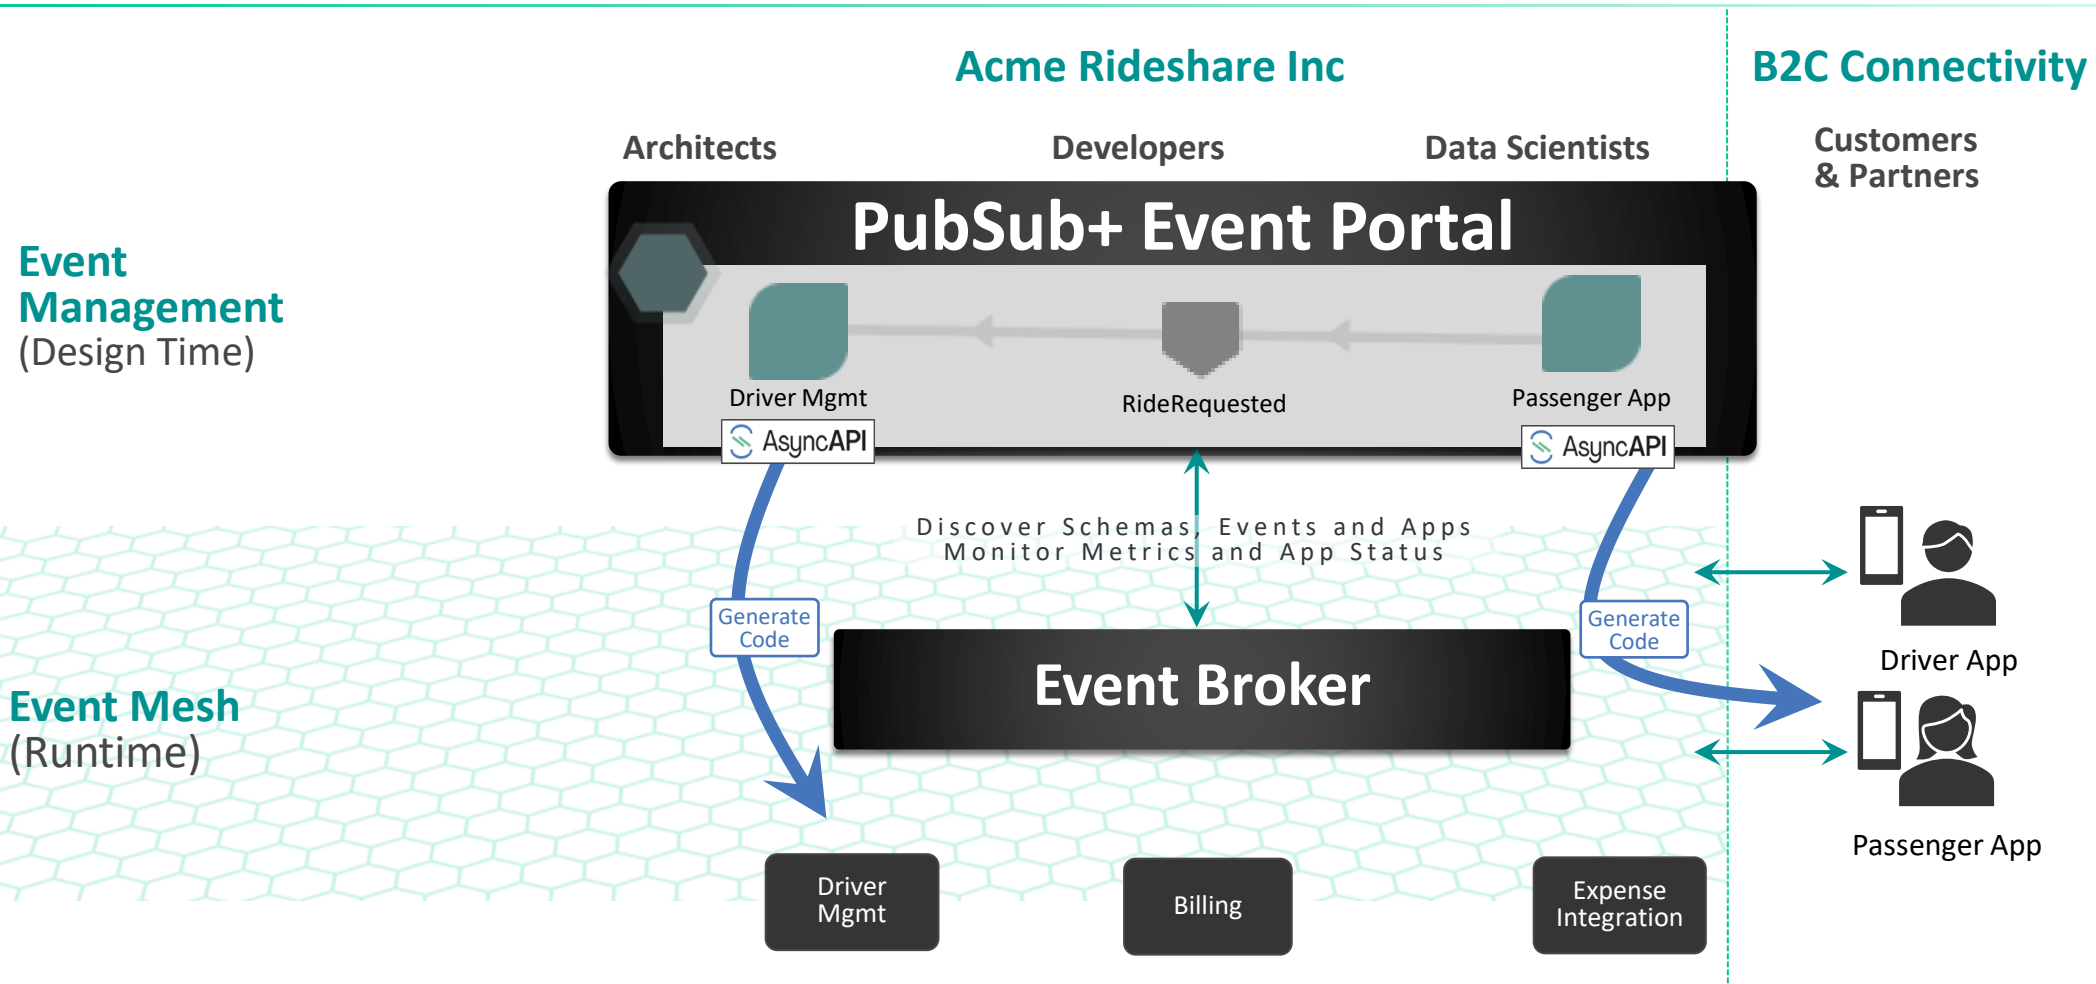 Acme Rideshare Inc
B2C Connectivity
Architects
Developers
Data Scientists
Customers
& Partners
PubSub+ Event Portal
Event
Management
(Design Time)
Driver Mgmt
RideRequested
Passenger App
AsyncAPI
AsyncAPI
Discover Schemas, Events and Apps
Monitor Metrics and App Status
Generate
Code
Generate
Code
Driver App
Event Broker
Event Mesh
(Runtime)
Passenger App
Driver
Mgmt
Billing
Expense
Integration